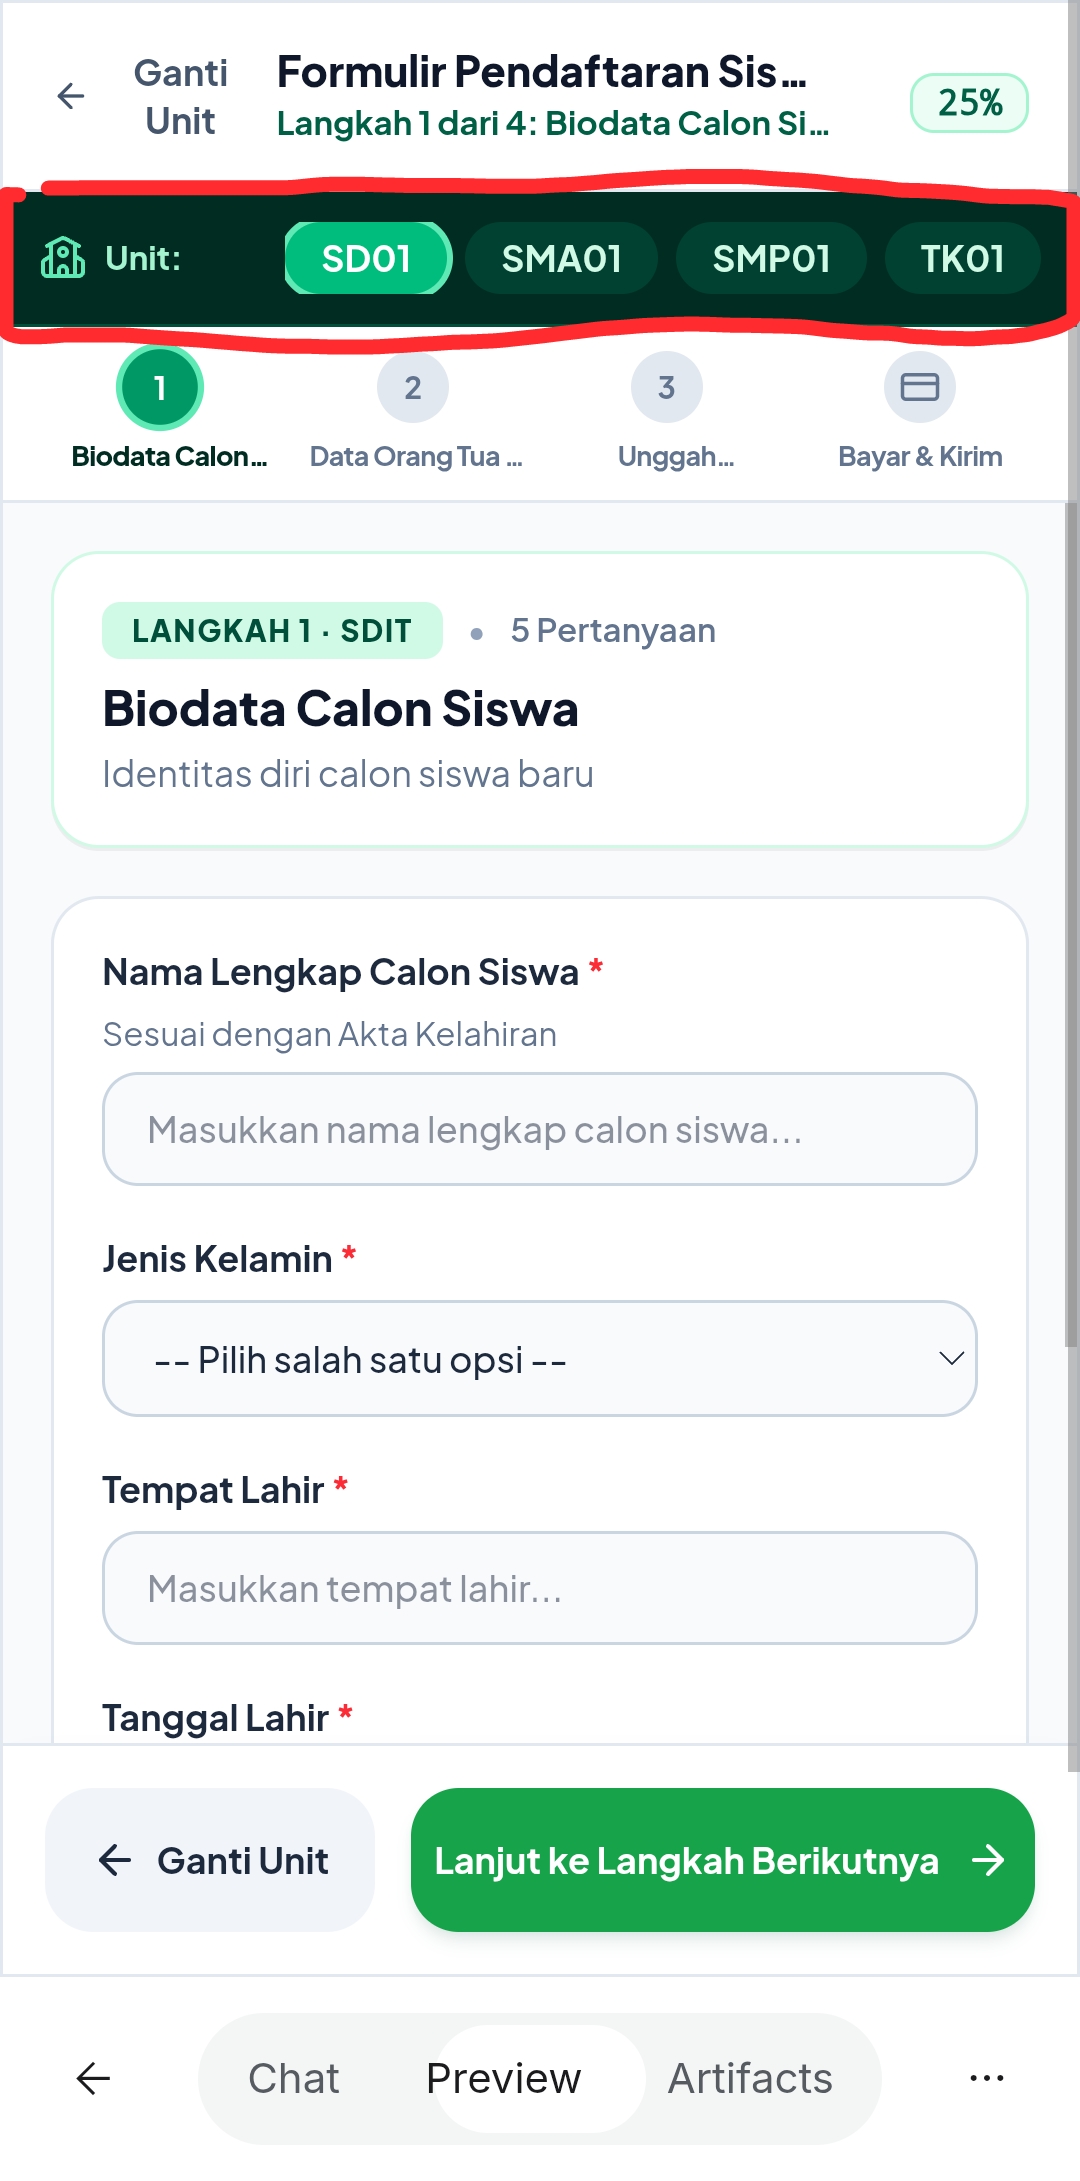 Ganti
Unit
Formulir Pendaftaran Sis...
Langkah 1 dari 4: Biodata Calon Si...
25%
Unit:
SD01
SMA01
SMP01
TK01
1
2
3
Biodata Calon...
Data Orang Tua ...
Unggah...
Bayar & Kirim
LANGKAH 1 · SDIT
• 5 Pertanyaan
Biodata Calon Siswa
Identitas diri calon siswa baru
Nama Lengkap Calon Siswa *
Sesuai dengan Akta Kelahiran
Masukkan nama lengkap calon siswa...
Jenis Kelamin *
-- Pilih salah satu opsi --
Tempat Lahir *
Masukkan tempat lahir...
Tanggal Lahir *
Ganti Unit
Lanjut ke Langkah Berikutnya
Chat
Preview
Artifacts